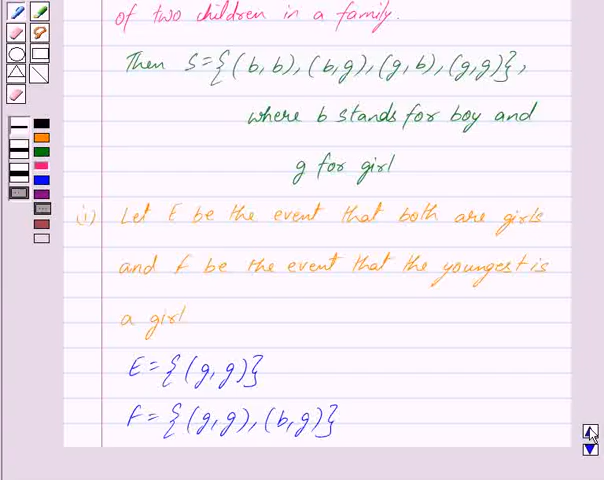 of two children in a family.
Then S={(b,b),(b,g),(g,b),(g,g)},
where b stands for boy and
g for girl
(i) Let E be the event that both are girls
and F be the event that the youngest is
a girl
E={(g,g)}
F={(g,g),(b,g)}